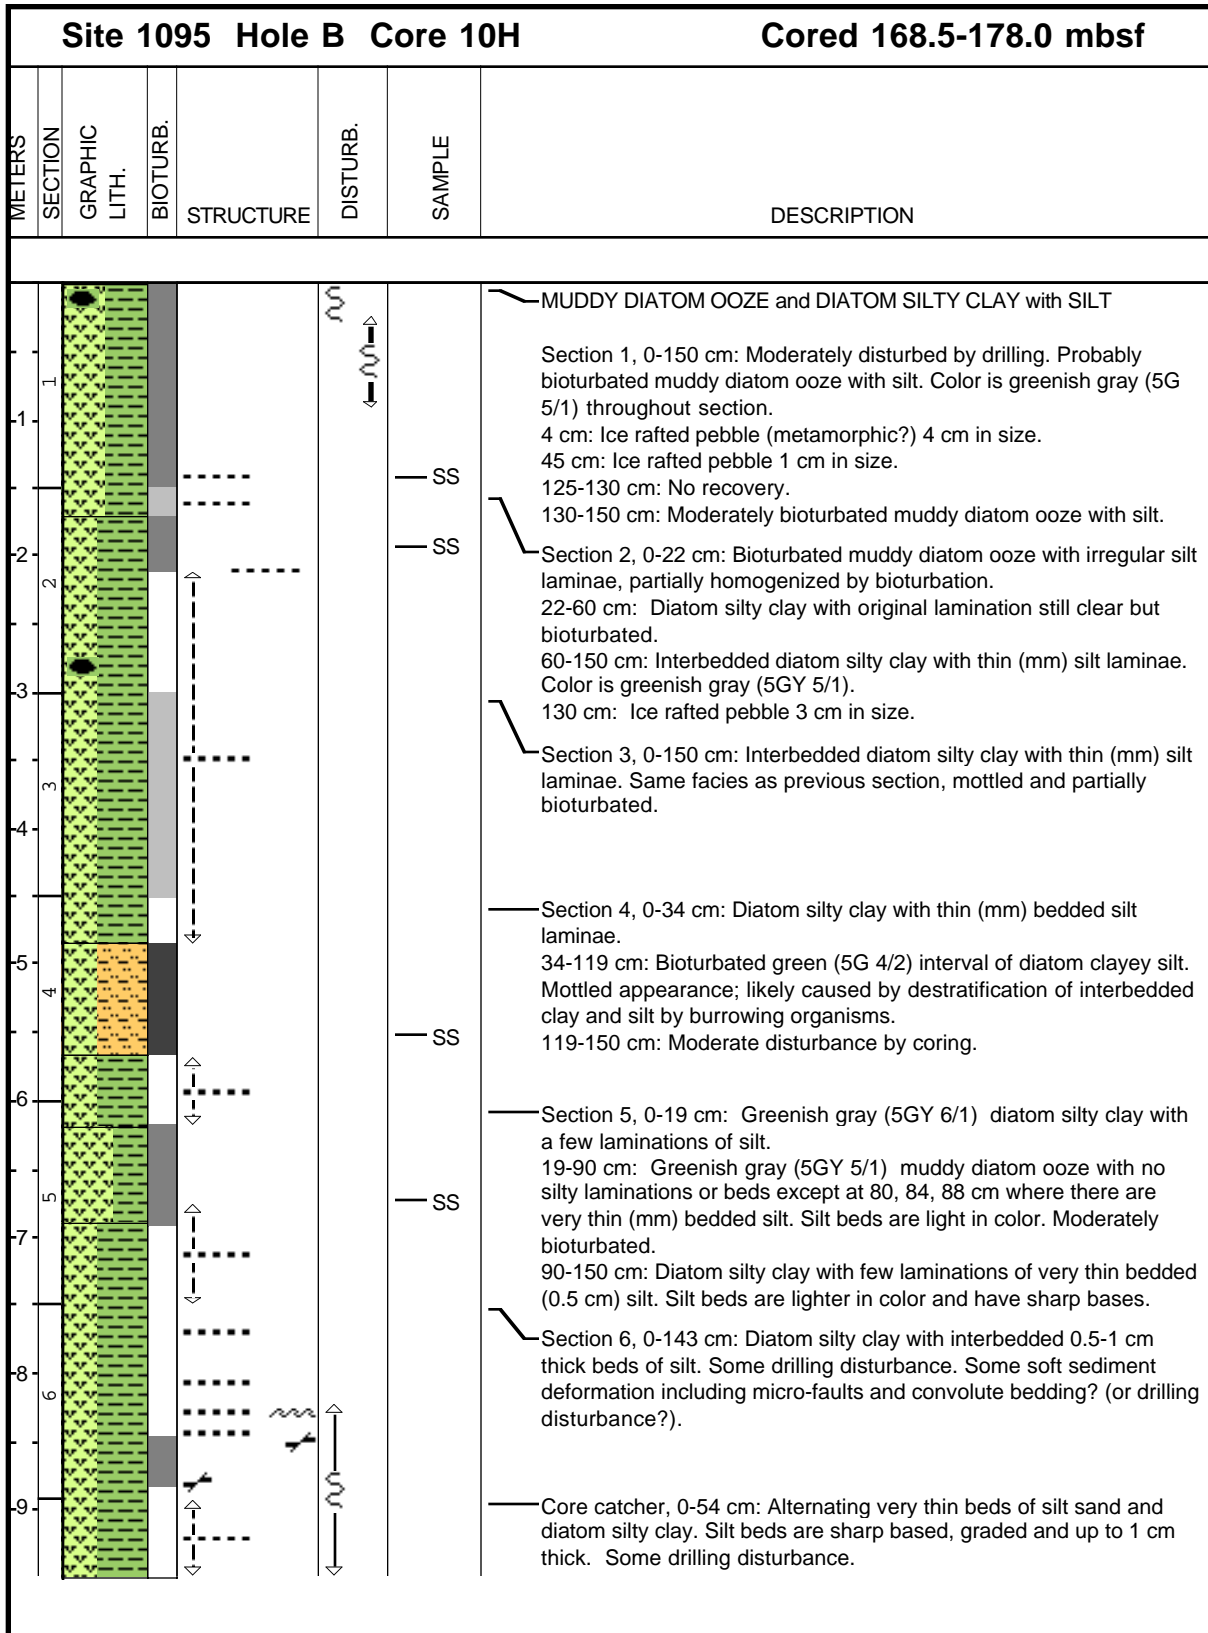 Site 1095 Hole B Core 10H Cored 168.5-178.0 mbsf
METERS
SECTION
GRAPHIC
LITH.
BIOTURB.
STRUCTURE
DISTURB.
SAMPLE
DESCRIPTION
MUDDY DIATOM OOZE and DIATOM SILTY CLAY with SILT
Section 1, 0-150 cm: Moderately disturbed by drilling. Probably
bioturbated muddy diatom ooze with silt. Color is greenish gray (5G
5/1) throughout section.
4 cm: Ice rafted pebble (metamorphic?) 4 cm in size.
45 cm: Ice rafted pebble 1 cm in size.
125-130 cm: No recovery.
130-150 cm: Moderately bioturbated muddy diatom ooze with silt.
Section 2, 0-22 cm: Bioturbated muddy diatom ooze with irregular silt
laminae, partially homogenized by bioturbation.
22-60 cm: Diatom silty clay with original lamination still clear but
bioturbated.
60-150 cm: Interbedded diatom silty clay with thin (mm) silt laminae.
Color is greenish gray (5GY 5/1).
130 cm: Ice rafted pebble 3 cm in size.
Section 3, 0-150 cm: Interbedded diatom silty clay with thin (mm) silt
laminae. Same facies as previous section, mottled and partially
bioturbated.
Section 4, 0-34 cm: Diatom silty clay with thin (mm) bedded silt
laminae.
34-119 cm: Bioturbated green (5G 4/2) interval of diatom clayey silt.
Mottled appearance; likely caused by destratification of interbedded
clay and silt by burrowing organisms.
119-150 cm: Moderate disturbance by coring.
Section 5, 0-19 cm: Greenish gray (5GY 6/1) diatom silty clay with
a few laminations of silt.
19-90 cm: Greenish gray (5GY 5/1) muddy diatom ooze with no
silty laminations or beds except at 80, 84, 88 cm where there are
very thin (mm) bedded silt. Silt beds are light in color. Moderately
bioturbated.
90-150 cm: Diatom silty clay with few laminations of very thin bedded
(0.5 cm) silt. Silt beds are lighter in color and have sharp bases.
Section 6, 0-143 cm: Diatom silty clay with interbedded 0.5-1 cm
thick beds of silt. Some drilling disturbance. Some soft sediment
deformation including micro-faults and convolute bedding? (or drilling
disturbance?).
Core catcher, 0-54 cm: Alternating very thin beds of silt sand and
diatom silty clay. Silt beds are sharp based, graded and up to 1 cm
thick. Some drilling disturbance.
1
2
3
4
5
6
7
8
9
1
2
3
4
5
6
SS
SS
SS
SS